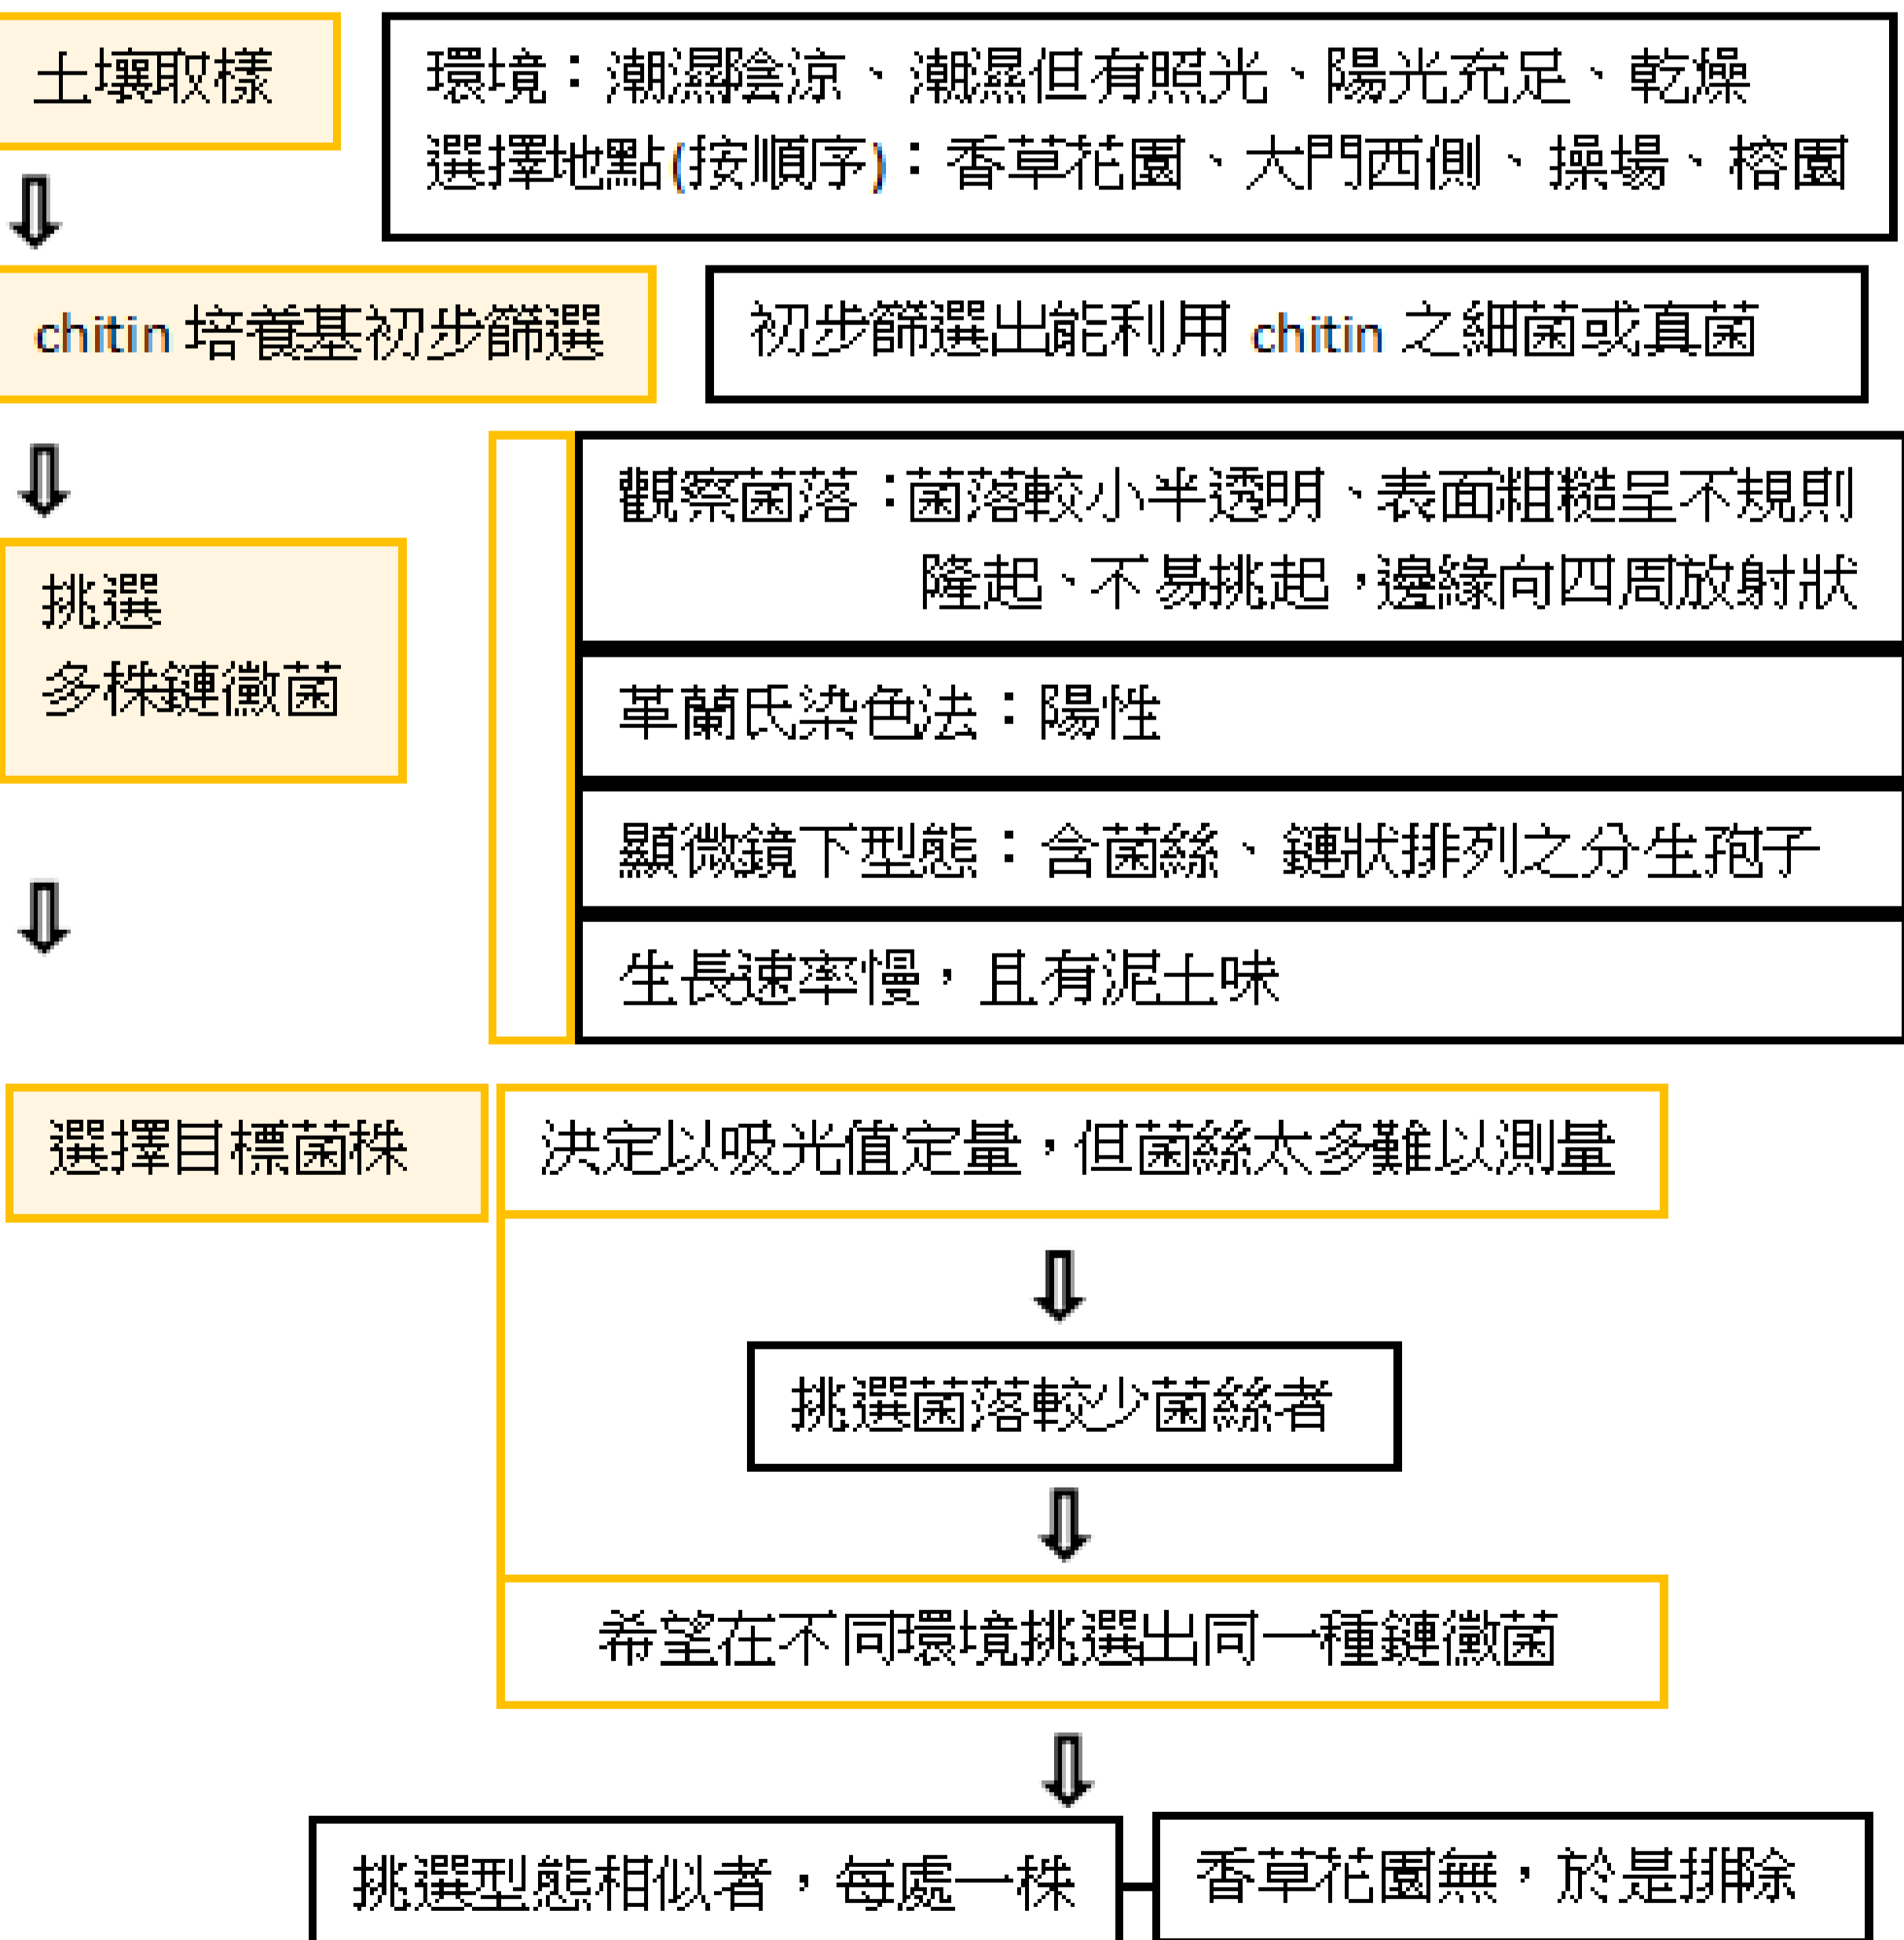 土壤取樣
環境：潮濕陰涼、潮濕但有照光、陽光充足、乾燥
選擇地點(按順序)：香草花園、大門西側、操場、榕園
chitin 培養基初步篩選
初步篩選出能利用 chitin 之細菌或真菌
挑選
多株鏈黴菌
觀察菌落：菌落較小半透明、表面粗糙呈不規則
隆起、不易挑起，邊緣向四周放射狀
革蘭氏染色法：陽性
顯微鏡下型態：含菌絲、鏈狀排列之分生孢子
生長速率慢，且有泥土味
選擇目標菌株
決定以吸光值定量，但菌絲太多難以測量
挑選菌落較少菌絲者
希望在不同環境挑選出同一種鏈黴菌
挑選型態相似者，每處一株
香草花園無，於是排除